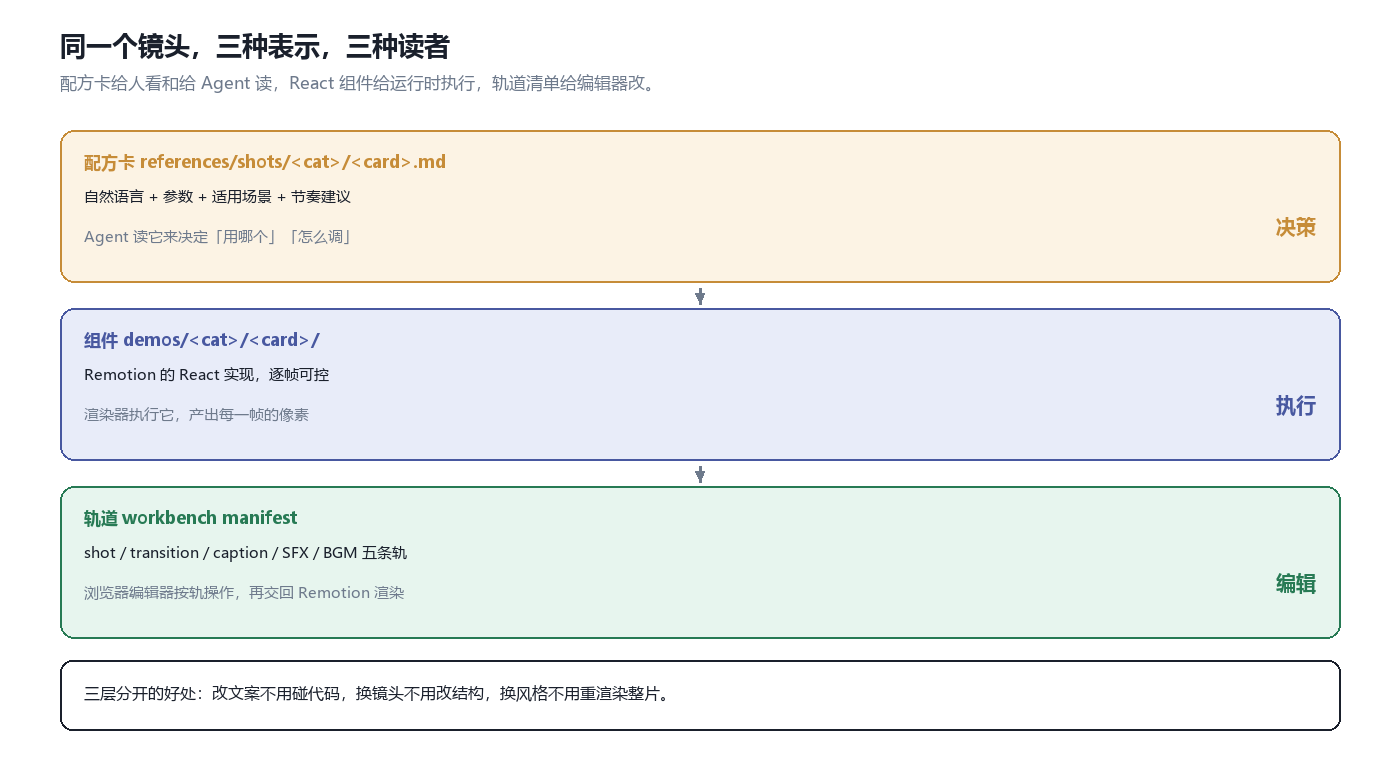 同一个镜头，三种表示，三种读者
配方卡给人看和给 Agent 读，React 组件给运行时执行，轨道清单给编辑器改。
配方卡 references/shots/<cat>/<card>.md
自然语言 + 参数 + 适用场景 + 节奏建议
Agent 读它来决定「用哪个」「怎么调」
决策
组件 demos/<cat>/<card>/
Remotion 的 React 实现，逐帧可控
渲染器执行它，产出每一帧的像素
执行
轨道 workbench manifest
shot / transition / caption / SFX / BGM 五条轨
浏览器编辑器按轨操作，再交回 Remotion 渲染
编辑
三层分开的好处：改文案不用碰代码，换镜头不用改结构，换风格不用重渲染整片。